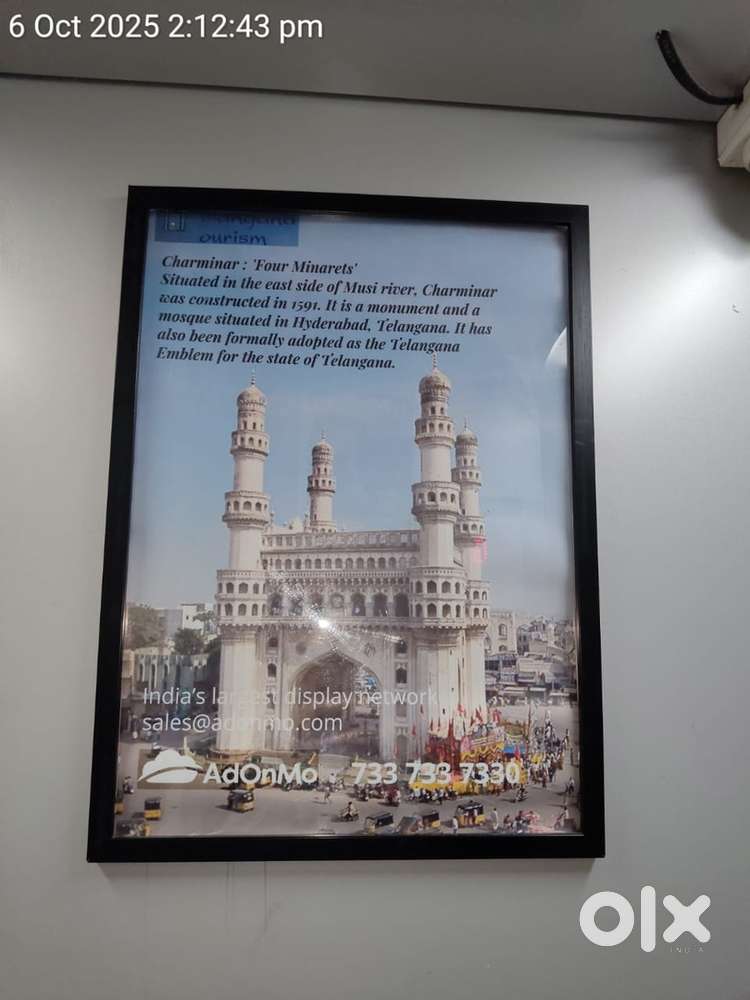 6 Oct 2025 2:12:43 pm
ourism
Charminar : 'Four Minarets'
Situated in the east side of Musi river, Charminar
was constructed in 1591. It is a monument and a
mosque situated in Hyderabad, Telangana. It has
also been formally adopted as the Telangana
Emblem for the state of Telangana.
India's largest display network
sales@adonmo.com
AdOnMo : 733 733 7330
olx
INDIA